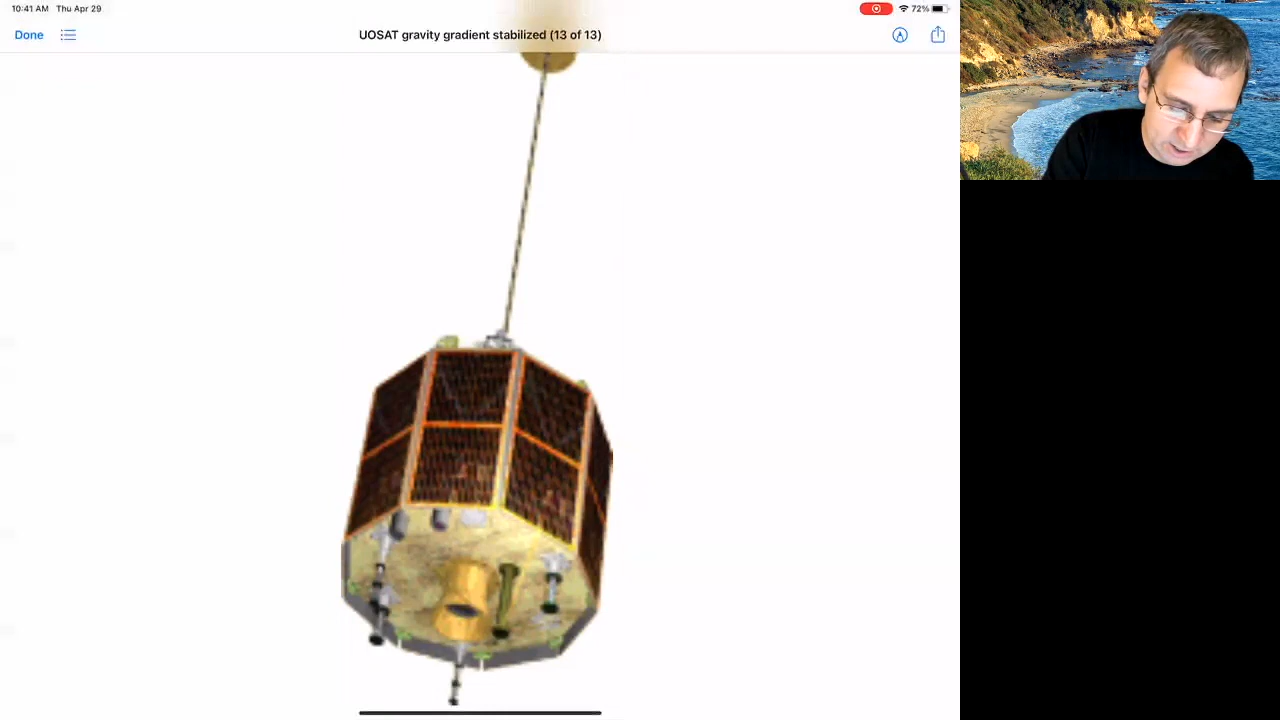 10:41 AM Thu Apr 29
72%
Done
UOSAT gravity gradient stabilized (13 of 13)